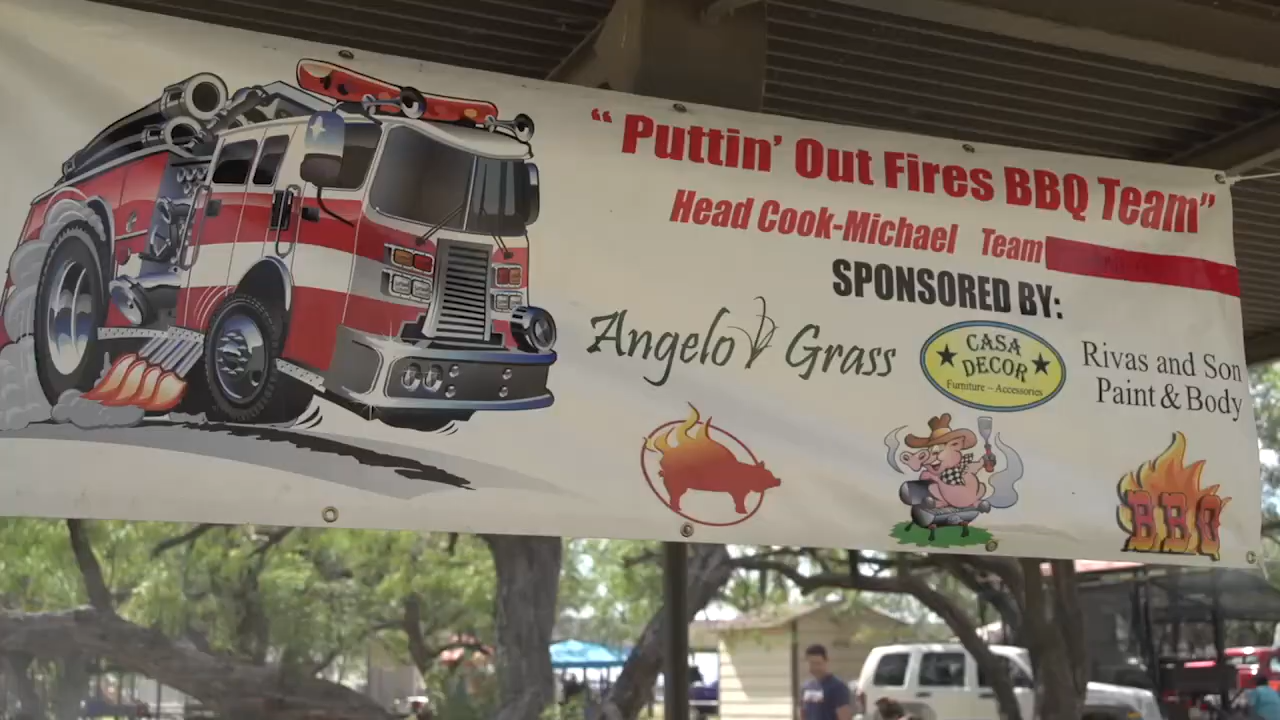 “Puttin’ Out Fires BBQ Team”
Head Cook-Michael Team
SPONSORED BY:
Angelo Grass
CASA
DECOR
Furniture ~ Accessories
Rivas and Son
Paint & Body
BBQ